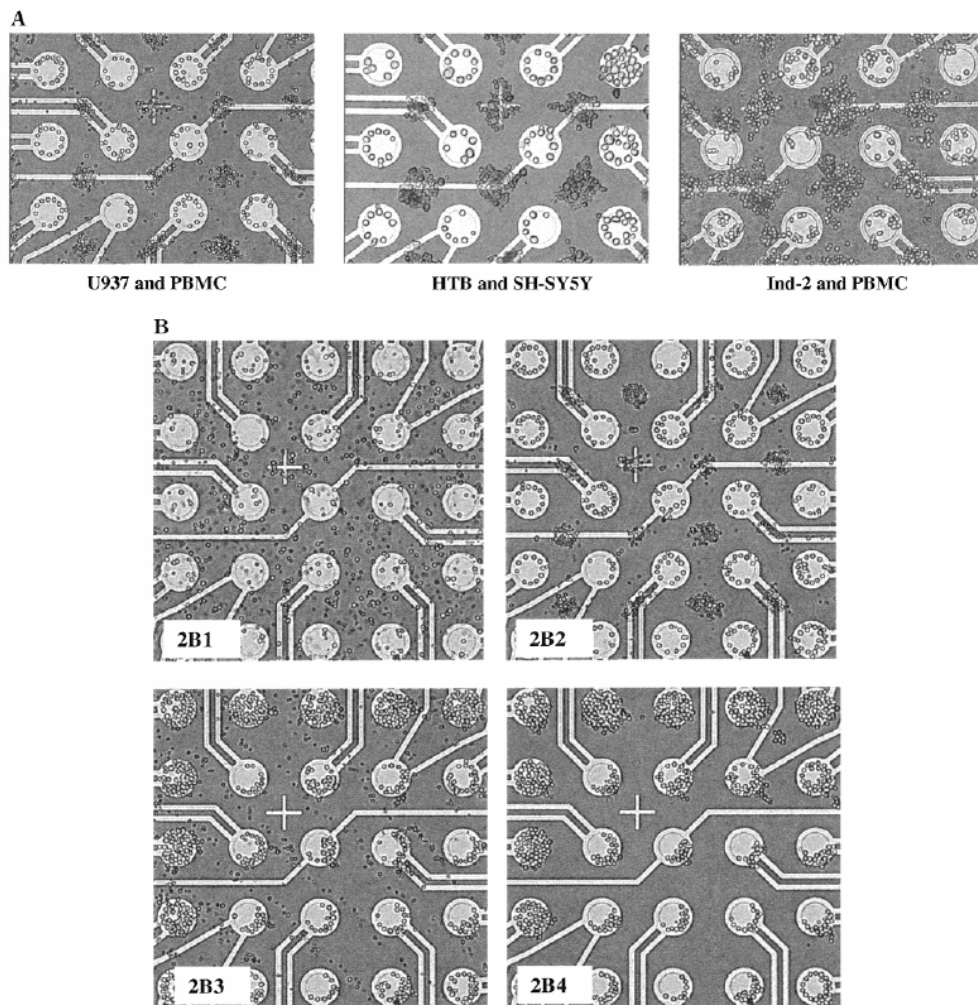 A
U937 and PBMC
HTB and SH-SY5Y
Ind-2 and PBMC
B
2B1
2B2
2B3
2B4